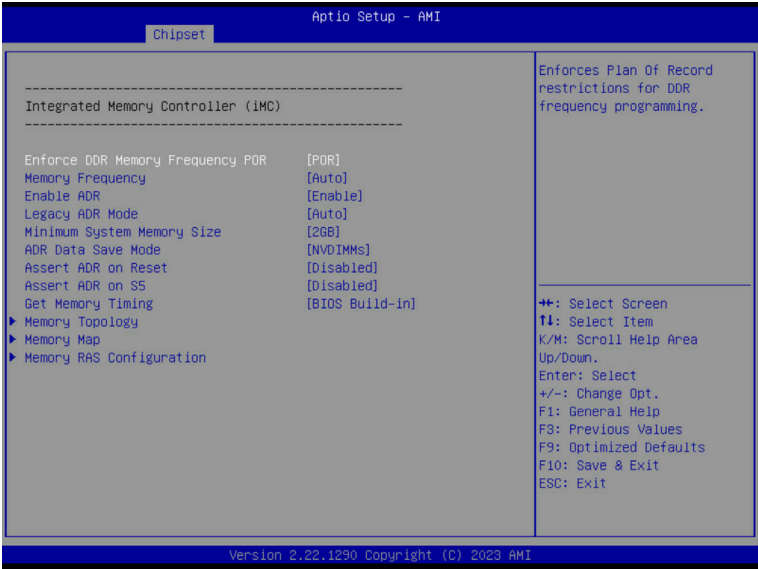 Aptio Setup – AMI
Chipset
--------------------------------------------------
Integrated Memory Controller (iMC)
--------------------------------------------------
Enforce DDR Memory Frequency POR [POR]
Memory Frequency [Auto]
Enable ADR [Enable]
Legacy ADR Mode [Auto]
Minimum System Memory Size [2GB]
ADR Data Save Mode [NVDIMMs]
Assert ADR on Reset [Disabled]
Assert ADR on S5 [Disabled]
Get Memory Timing [BIOS Build-in]
Memory Topology
Memory Map
Memory RAS Configuration
Enforces Plan Of Record
restrictions for DDR
frequency programming.
→←: Select Screen
↑↓: Select Item
K/M: Scroll Help Area
Up/Down.
Enter: Select
+/-: Change Opt.
F1: General Help
F3: Previous Values
F9: Optimized Defaults
F10: Save & Exit
ESC: Exit
Version 2.22.1290 Copyright (C) 2023 AMI